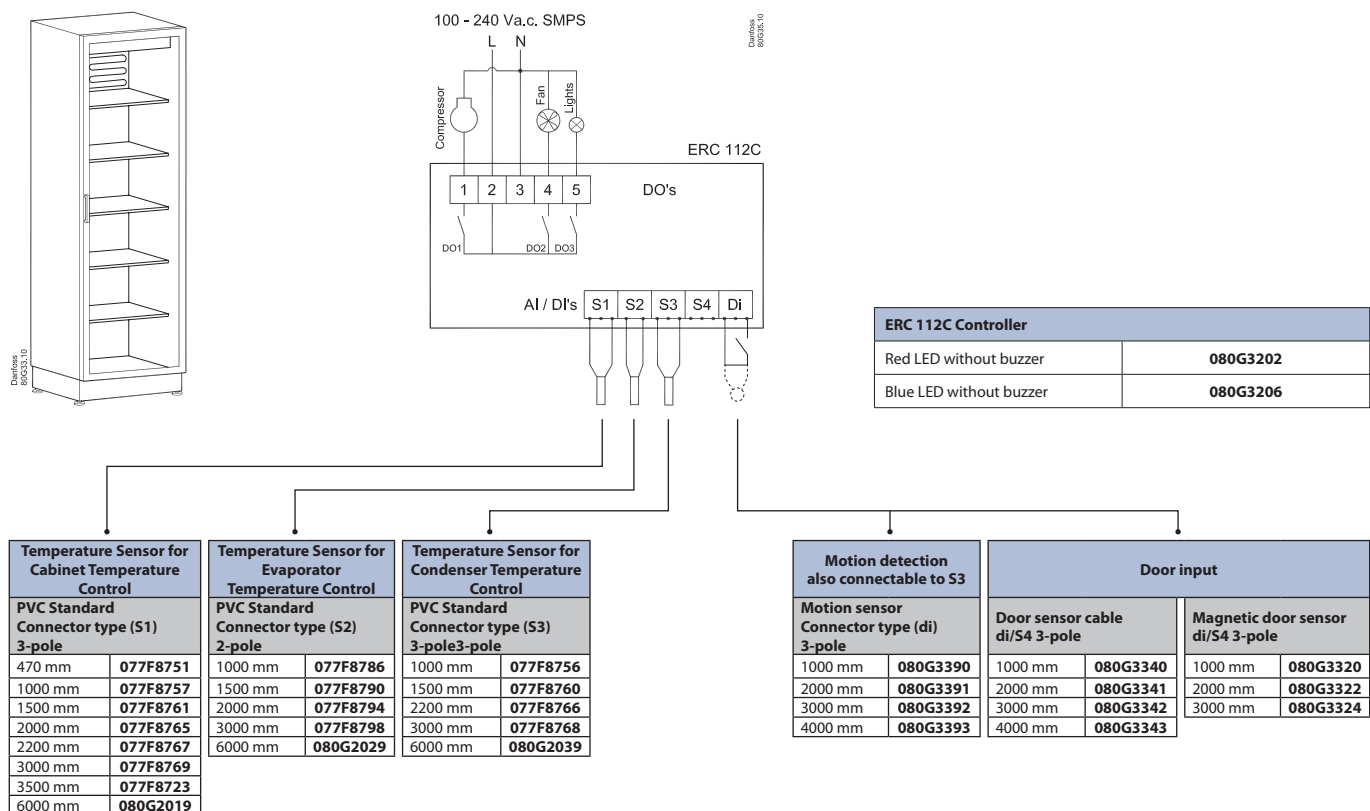 100 - 240 Va.c. SMPS
L N
Danfoss
80G35.10
Compressor
Fan
Lights
ERC 112C
1 2 3 4 5 DO's
DO1 DO2 DO3
AI / DI's S1 S2 S3 S4 Di
Danfoss
80G33.10
ERC 112C Controller
Red LED without buzzer 080G3202
Blue LED without buzzer 080G3206
Temperature Sensor for
Cabinet Temperature
Control
PVC Standard
Connector type (S1)
3-pole
470 mm 077F8751
1000 mm 077F8757
1500 mm 077F8761
2000 mm 077F8765
2200 mm 077F8767
3000 mm 077F8769
3500 mm 077F8723
6000 mm 080G2019
Temperature Sensor for
Evaporator
Temperature Control
PVC Standard
Connector type (S2)
2-pole
1000 mm 077F8786
1500 mm 077F8790
2000 mm 077F8794
3000 mm 077F8798
6000 mm 080G2029
Temperature Sensor for
Condenser Temperature
Control
PVC Standard
Connector type (S3)
3-pole3-pole
1000 mm 077F8756
1500 mm 077F8760
2200 mm 077F8766
3000 mm 077F8768
6000 mm 080G2039
Motion detection
also connectable to S3
Motion sensor
Connector type (di)
3-pole
1000 mm 080G3390
2000 mm 080G3391
3000 mm 080G3392
4000 mm 080G3393
Door input
Door sensor cable
di/S4 3-pole
1000 mm 080G3340
2000 mm 080G3341
3000 mm 080G3342
4000 mm 080G3343
Magnetic door sensor
di/S4 3-pole
1000 mm 080G3320
2000 mm 080G3322
3000 mm 080G3324